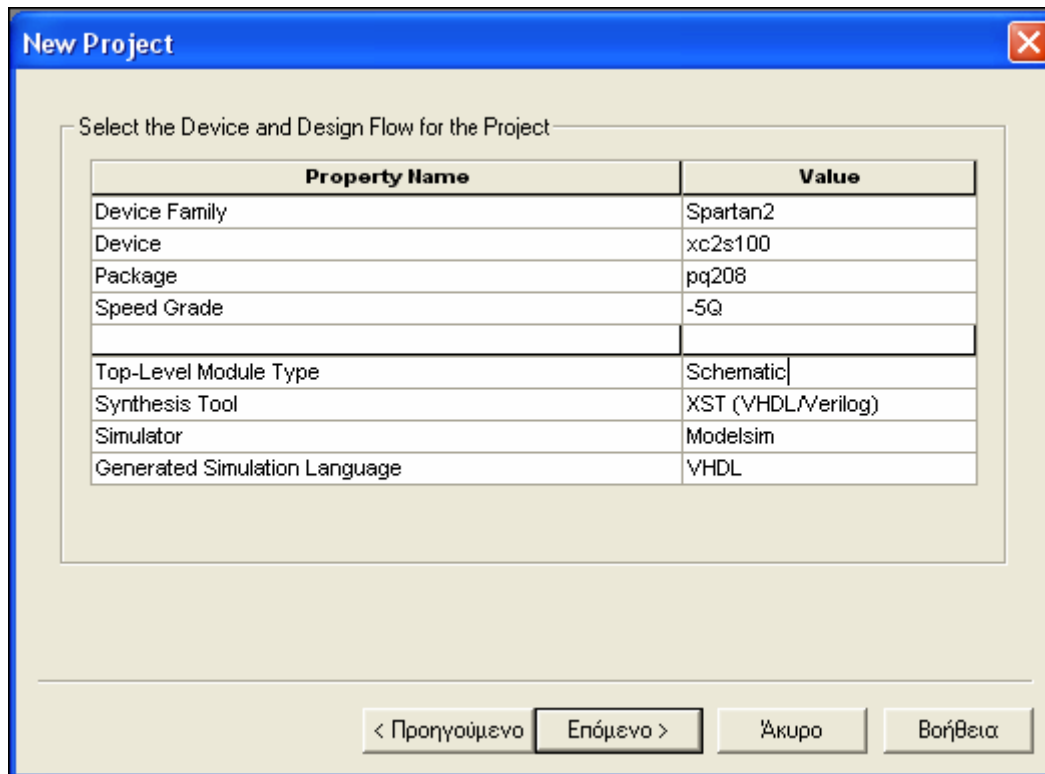 New Project
Select the Device and Design Flow for the Project
Property Name Value
Device Family Spartan2
Device xc2s100
Package pq208
Speed Grade -5Q
Top-Level Module Type Schematic
Synthesis Tool XST (VHDL/Verilog)
Simulator Modelsim
Generated Simulation Language VHDL
< Προηγούμενο Επόμενο > Άκυρο Βοήθεια